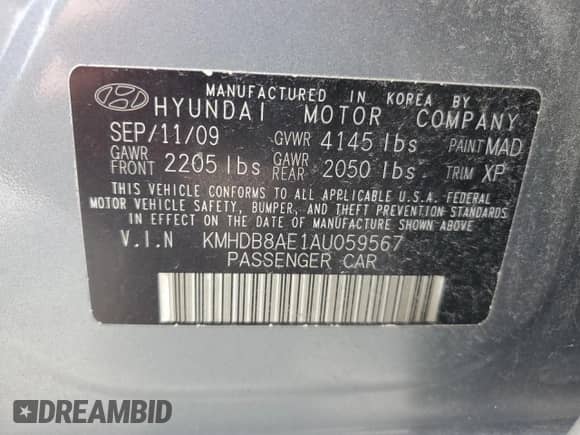 MANUFACTURED IN KOREA BY
HYUNDAI MOTOR COMPANY
SEP/11/09 GVWR 4145 lbs PAINT MAD
GAWR FRONT 2205 lbs GAWR REAR 2050 lbs TRIM XP
THIS VEHICLE CONFORMS TO ALL APPLICABLE U.S.A. FEDERAL
MOTOR VEHICLE SAFETY, BUMPER, AND THEFT PREVENTION STANDARDS
IN EFFECT ON THE DATE OF MANUFACTURE SHOWN ABOVE
V.I.N KMHDB8AE1AU059567
PASSENGER CAR
DREAMBID